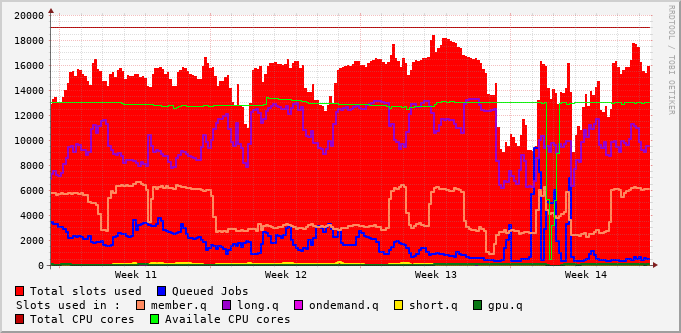 20000
18000
16000
14000
12000
10000
8000
6000
4000
2000
0
Week 11 Week 12 Week 13 Week 14
RRDTOOL / TOBI OETIKER
Total slots used Queued Jobs
Slots used in : member.q long.q ondemand.q short.q gpu.q
Total CPU cores Availale CPU cores